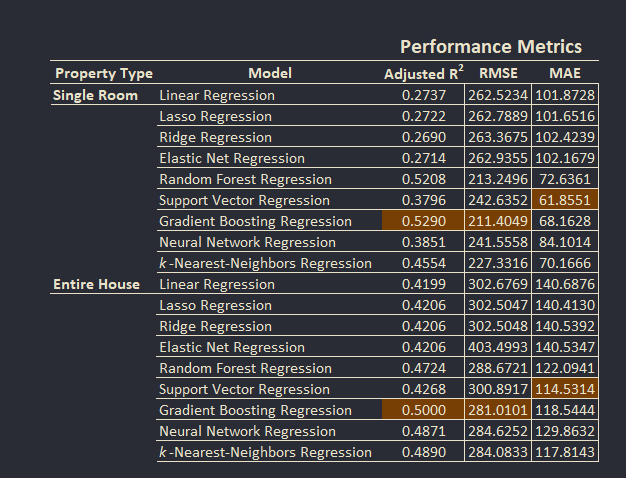 Performance Metrics
Property Type Model Adjusted R² RMSE MAE
Single Room Linear Regression 0.2737 262.5234 101.8728
Lasso Regression 0.2722 262.7889 101.6516
Ridge Regression 0.2690 263.3675 102.4239
Elastic Net Regression 0.2714 262.9355 102.1679
Random Forest Regression 0.5208 213.2496 72.6361
Support Vector Regression 0.3796 242.6352 61.8551
Gradient Boosting Regression 0.5290 211.4049 68.1628
Neural Network Regression 0.3851 241.5558 84.1014
k-Nearest-Neighbors Regression 0.4554 227.3316 70.1666
Entire House Linear Regression 0.4199 302.6769 140.6876
Lasso Regression 0.4206 302.5047 140.4130
Ridge Regression 0.4206 302.5048 140.5392
Elastic Net Regression 0.4206 403.4993 140.5347
Random Forest Regression 0.4724 288.6721 122.0941
Support Vector Regression 0.4268 300.8917 114.5314
Gradient Boosting Regression 0.5000 281.0101 118.5444
Neural Network Regression 0.4871 284.6252 129.8632
k-Nearest-Neighbors Regression 0.4890 284.0833 117.8143